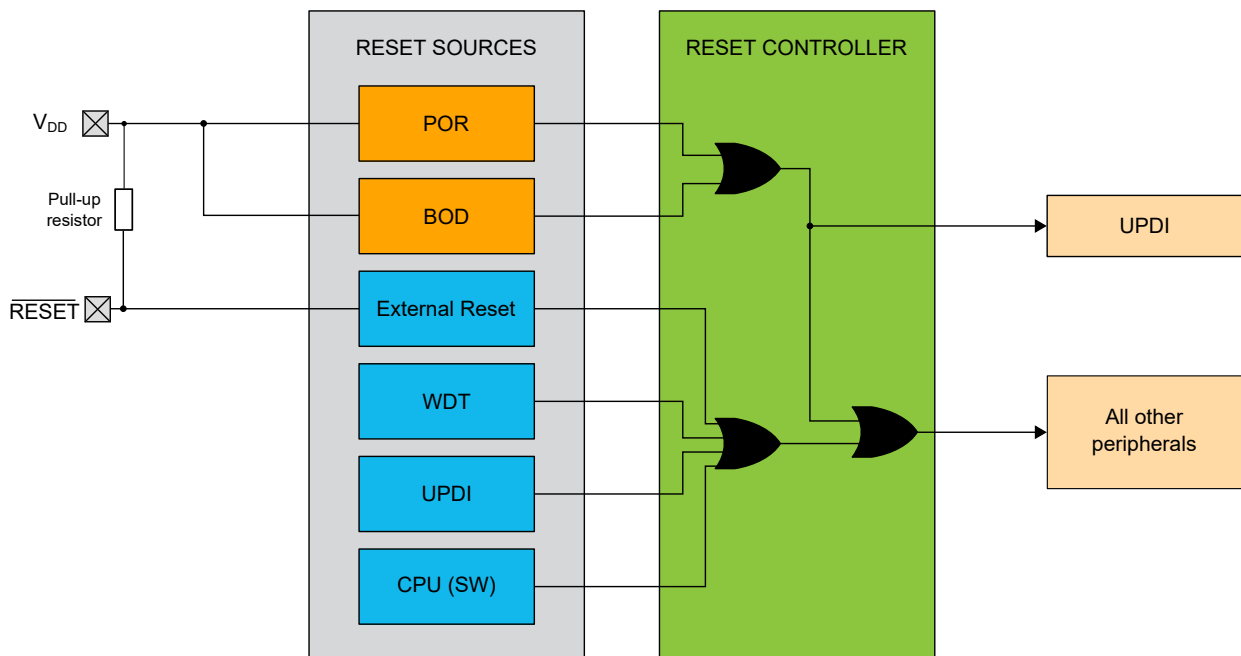 RESET SOURCES
RESET CONTROLLER
V_DD
POR
Pull-up
resistor
BOD
UPDI
RESET
External Reset
WDT
All other
peripherals
UPDI
CPU (SW)